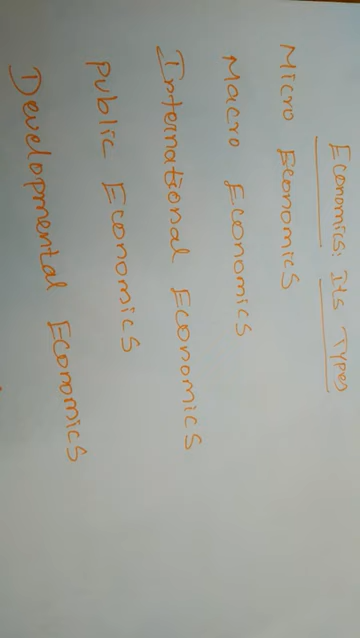 Economics: Its Types
Micro Economics
Macro Economics
International Economics
Public Economics
Developmental Economics